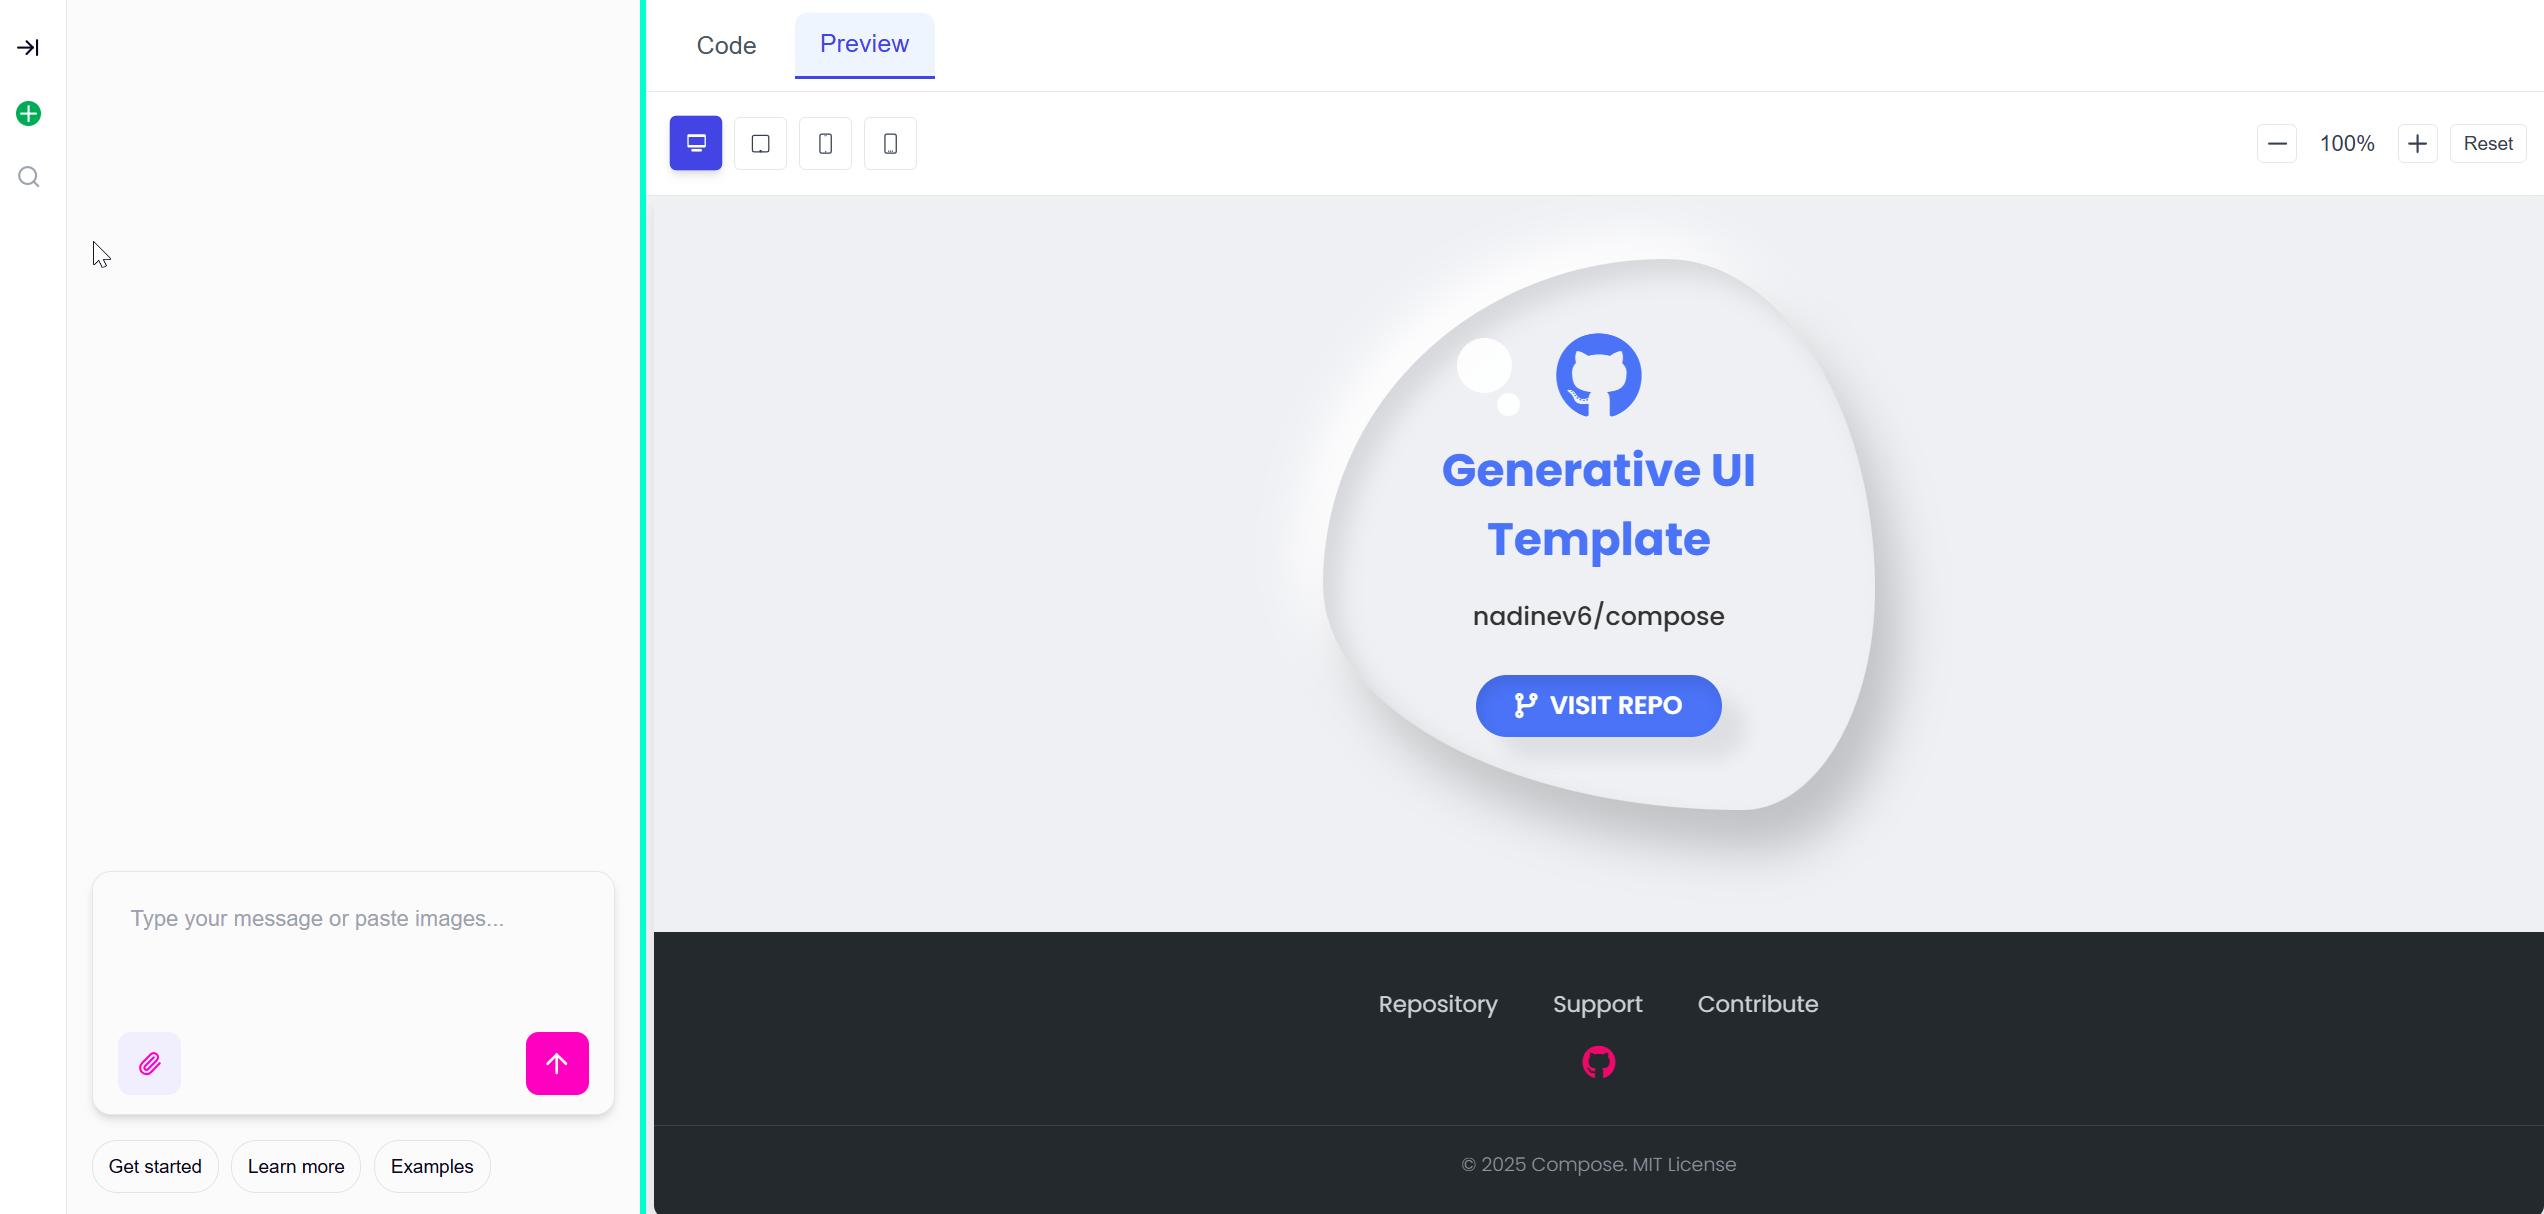 Code
Preview
100%
Reset
Generative UI
Template
nadinev6/compose
VISIT REPO
Type your message or paste images...
Get started
Learn more
Examples
Repository
Support
Contribute
© 2025 Compose. MIT License